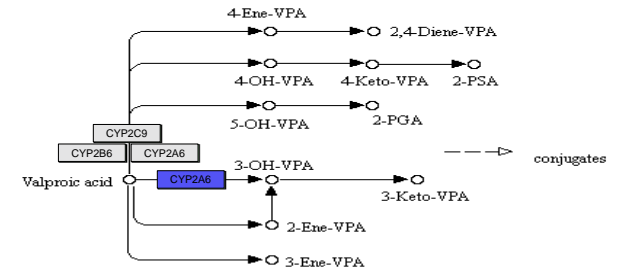 4-Ene-VPA
2,4-Diene-VPA
4-OH-VPA
4-Keto-VPA
2-PSA
5-OH-VPA
2-PGA
CYP2C9
CYP2B6
CYP2A6
conjugates
3-OH-VPA
Valproic acid
CYP2A6
3-Keto-VPA
2-Ene-VPA
3-Ene-VPA